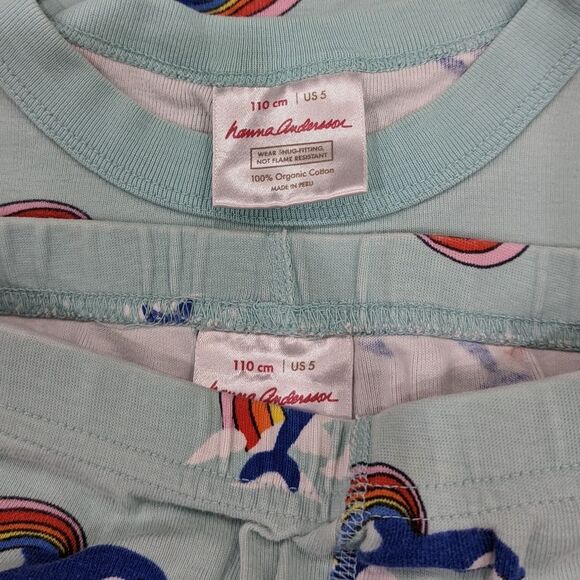 110 cm | US 5
hanna andersson
WEAR SNUG-FITTING,
NOT FLAME RESISTANT
100% Organic Cotton
MADE IN PERU
110 cm | US 5
hanna andersson